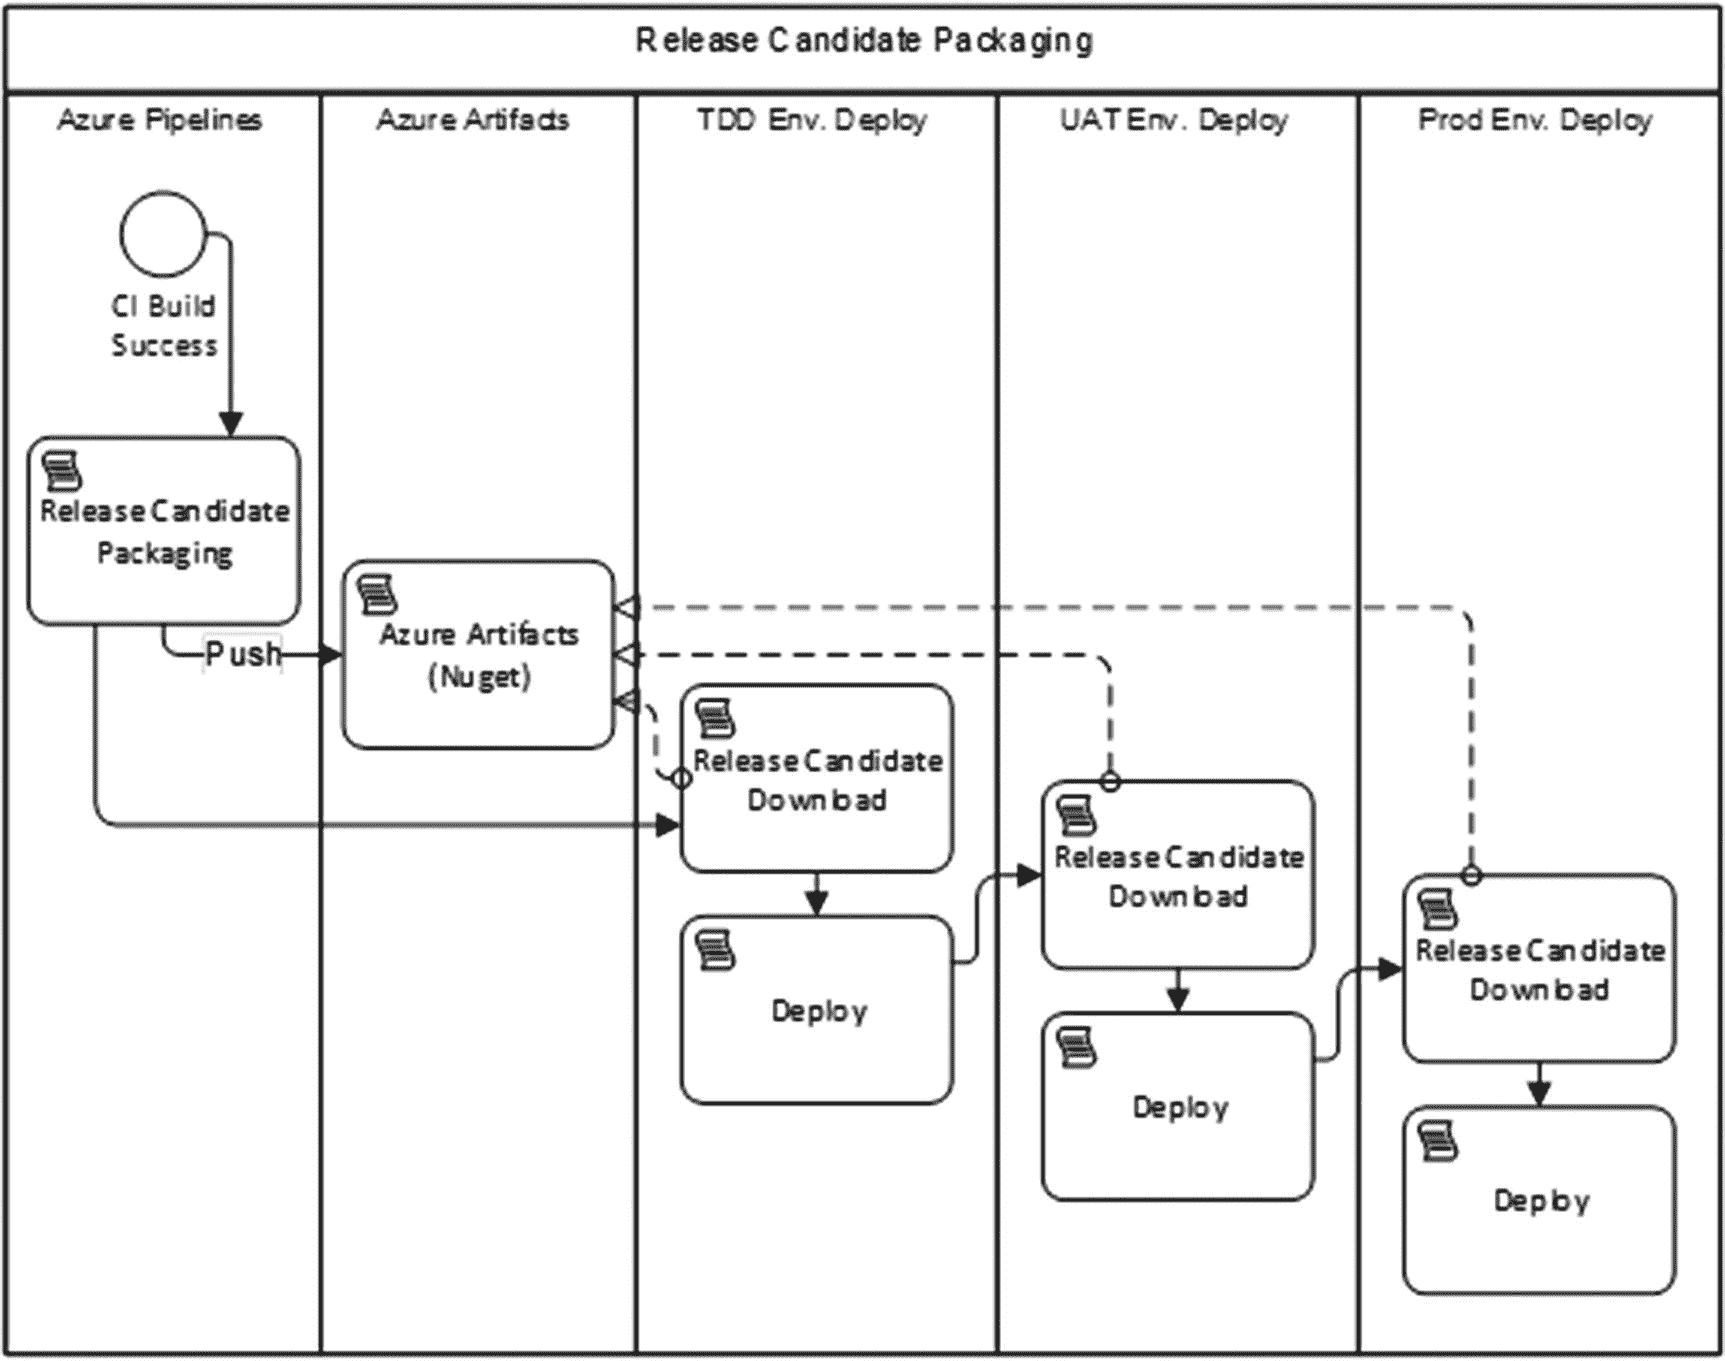 Release Candidate Packaging
Azure Pipelines
Azure Artifacts
TDD Env. Deploy
UAT Env. Deploy
Prod Env. Deploy
CI Build
Success
Release Candidate
Packaging
Push
Azure Artifacts
(Nuget)
Release Candidate
Download
Deploy
Release Candidate
Download
Deploy
Release Candidate
Download
Deploy